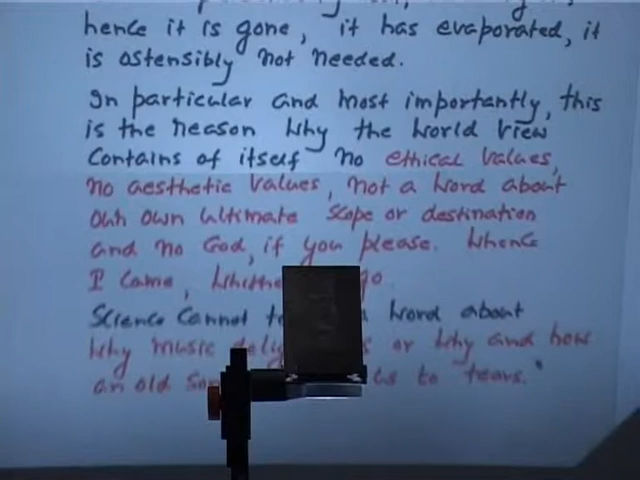 hence it is gone, it has evaporated, it
is ostensibly not needed.
In particular and most importantly, this
is the reason why the world view
contains of itself no ethical values,
no aesthetic values, not a word about
our own ultimate scope or destination
and no God, if you please. Whence
I came, go.
Science cannot word about
why music or why and how
an old us to tears."